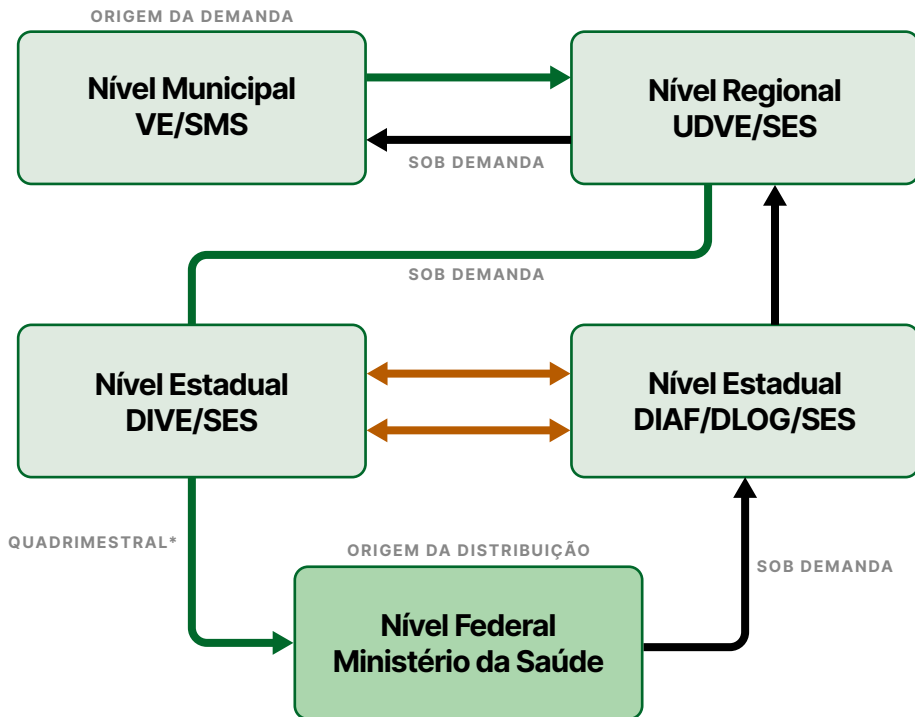 ORIGEM DA DEMANDA
Nível Municipal
VE/SMS
Nível Regional
UDVE/SES
SOB DEMANDA
SOB DEMANDA
Nível Estadual
DIVE/SES
Nível Estadual
DIAF/DLOG/SES
QUADRIMESTRAL*
ORIGEM DA DISTRIBUIÇÃO
SOB DEMANDA
Nível Federal
Ministério da Saúde